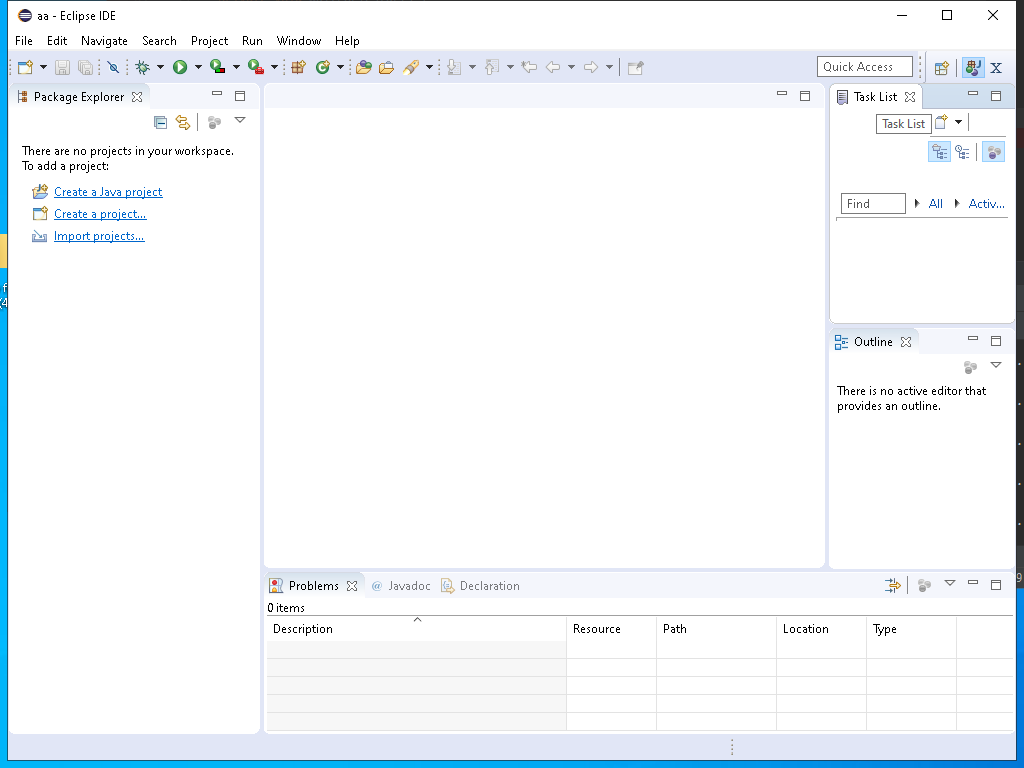 aa - Eclipse IDE
File Edit Navigate Search Project Run Window Help
Quick Access
Package Explorer
There are no projects in your workspace.
To add a project:
Create a Java project
Create a project...
Import projects...
Task List
Task List
Find
All
Activ...
Outline
There is no active editor that
provides an outline.
Problems
@ Javadoc
Declaration
0 items
Description Resource Path Location Type